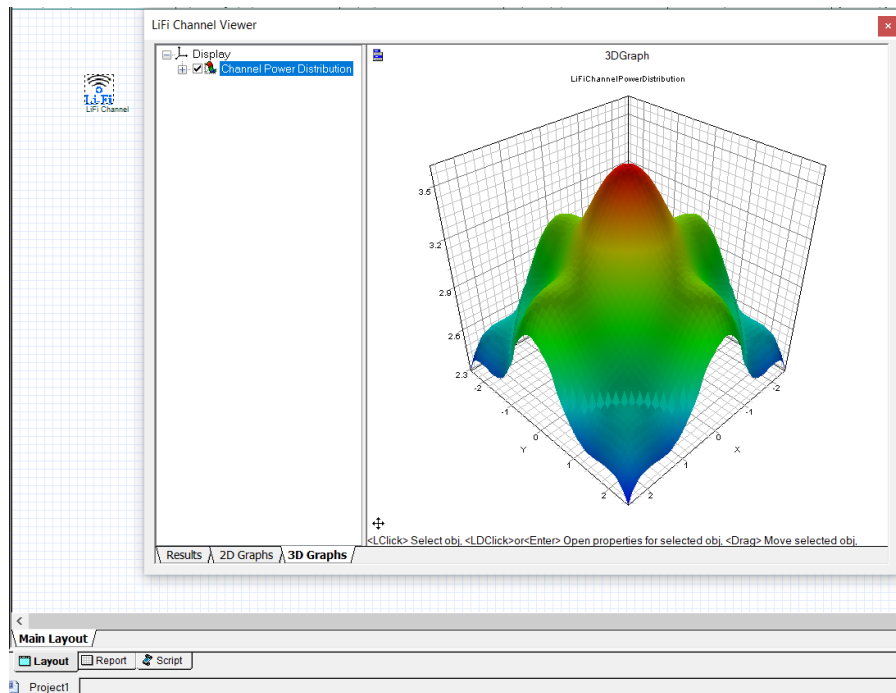 LiFi Channel Viewer
Display
Channel Power Distribution
Li.Fi
LiFi Channel
3DGraph
LiFiChannelPowerDistribution
3.5
3.2
2.9
2.6
2.3
-2
-1
0
1
2
Y
-2
-1
0
1
2
X
<LClick> Select obj, <LDClick>or<Enter> Open properties for selected obj, <Drag> Move selected obj,
Results 2D Graphs 3D Graphs
Main Layout
Layout Report Script
Project1